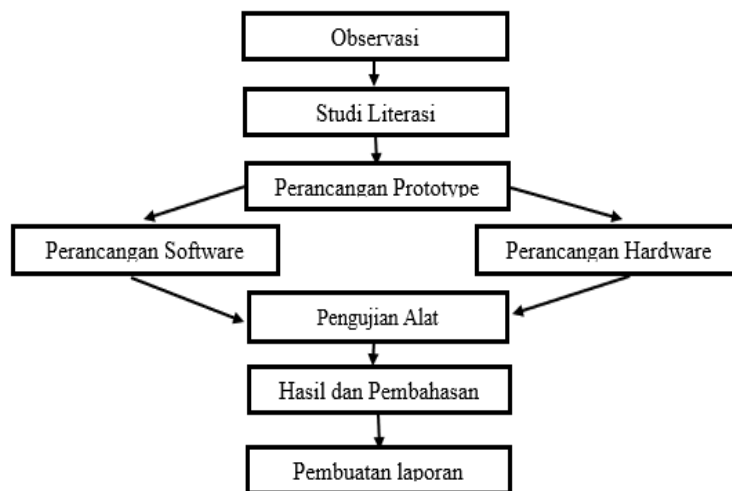 Observasi
Studi Literasi
Perancangan Prototype
Perancangan Software
Perancangan Hardware
Pengujian Alat
Hasil dan Pembahasan
Pembuatan laporan